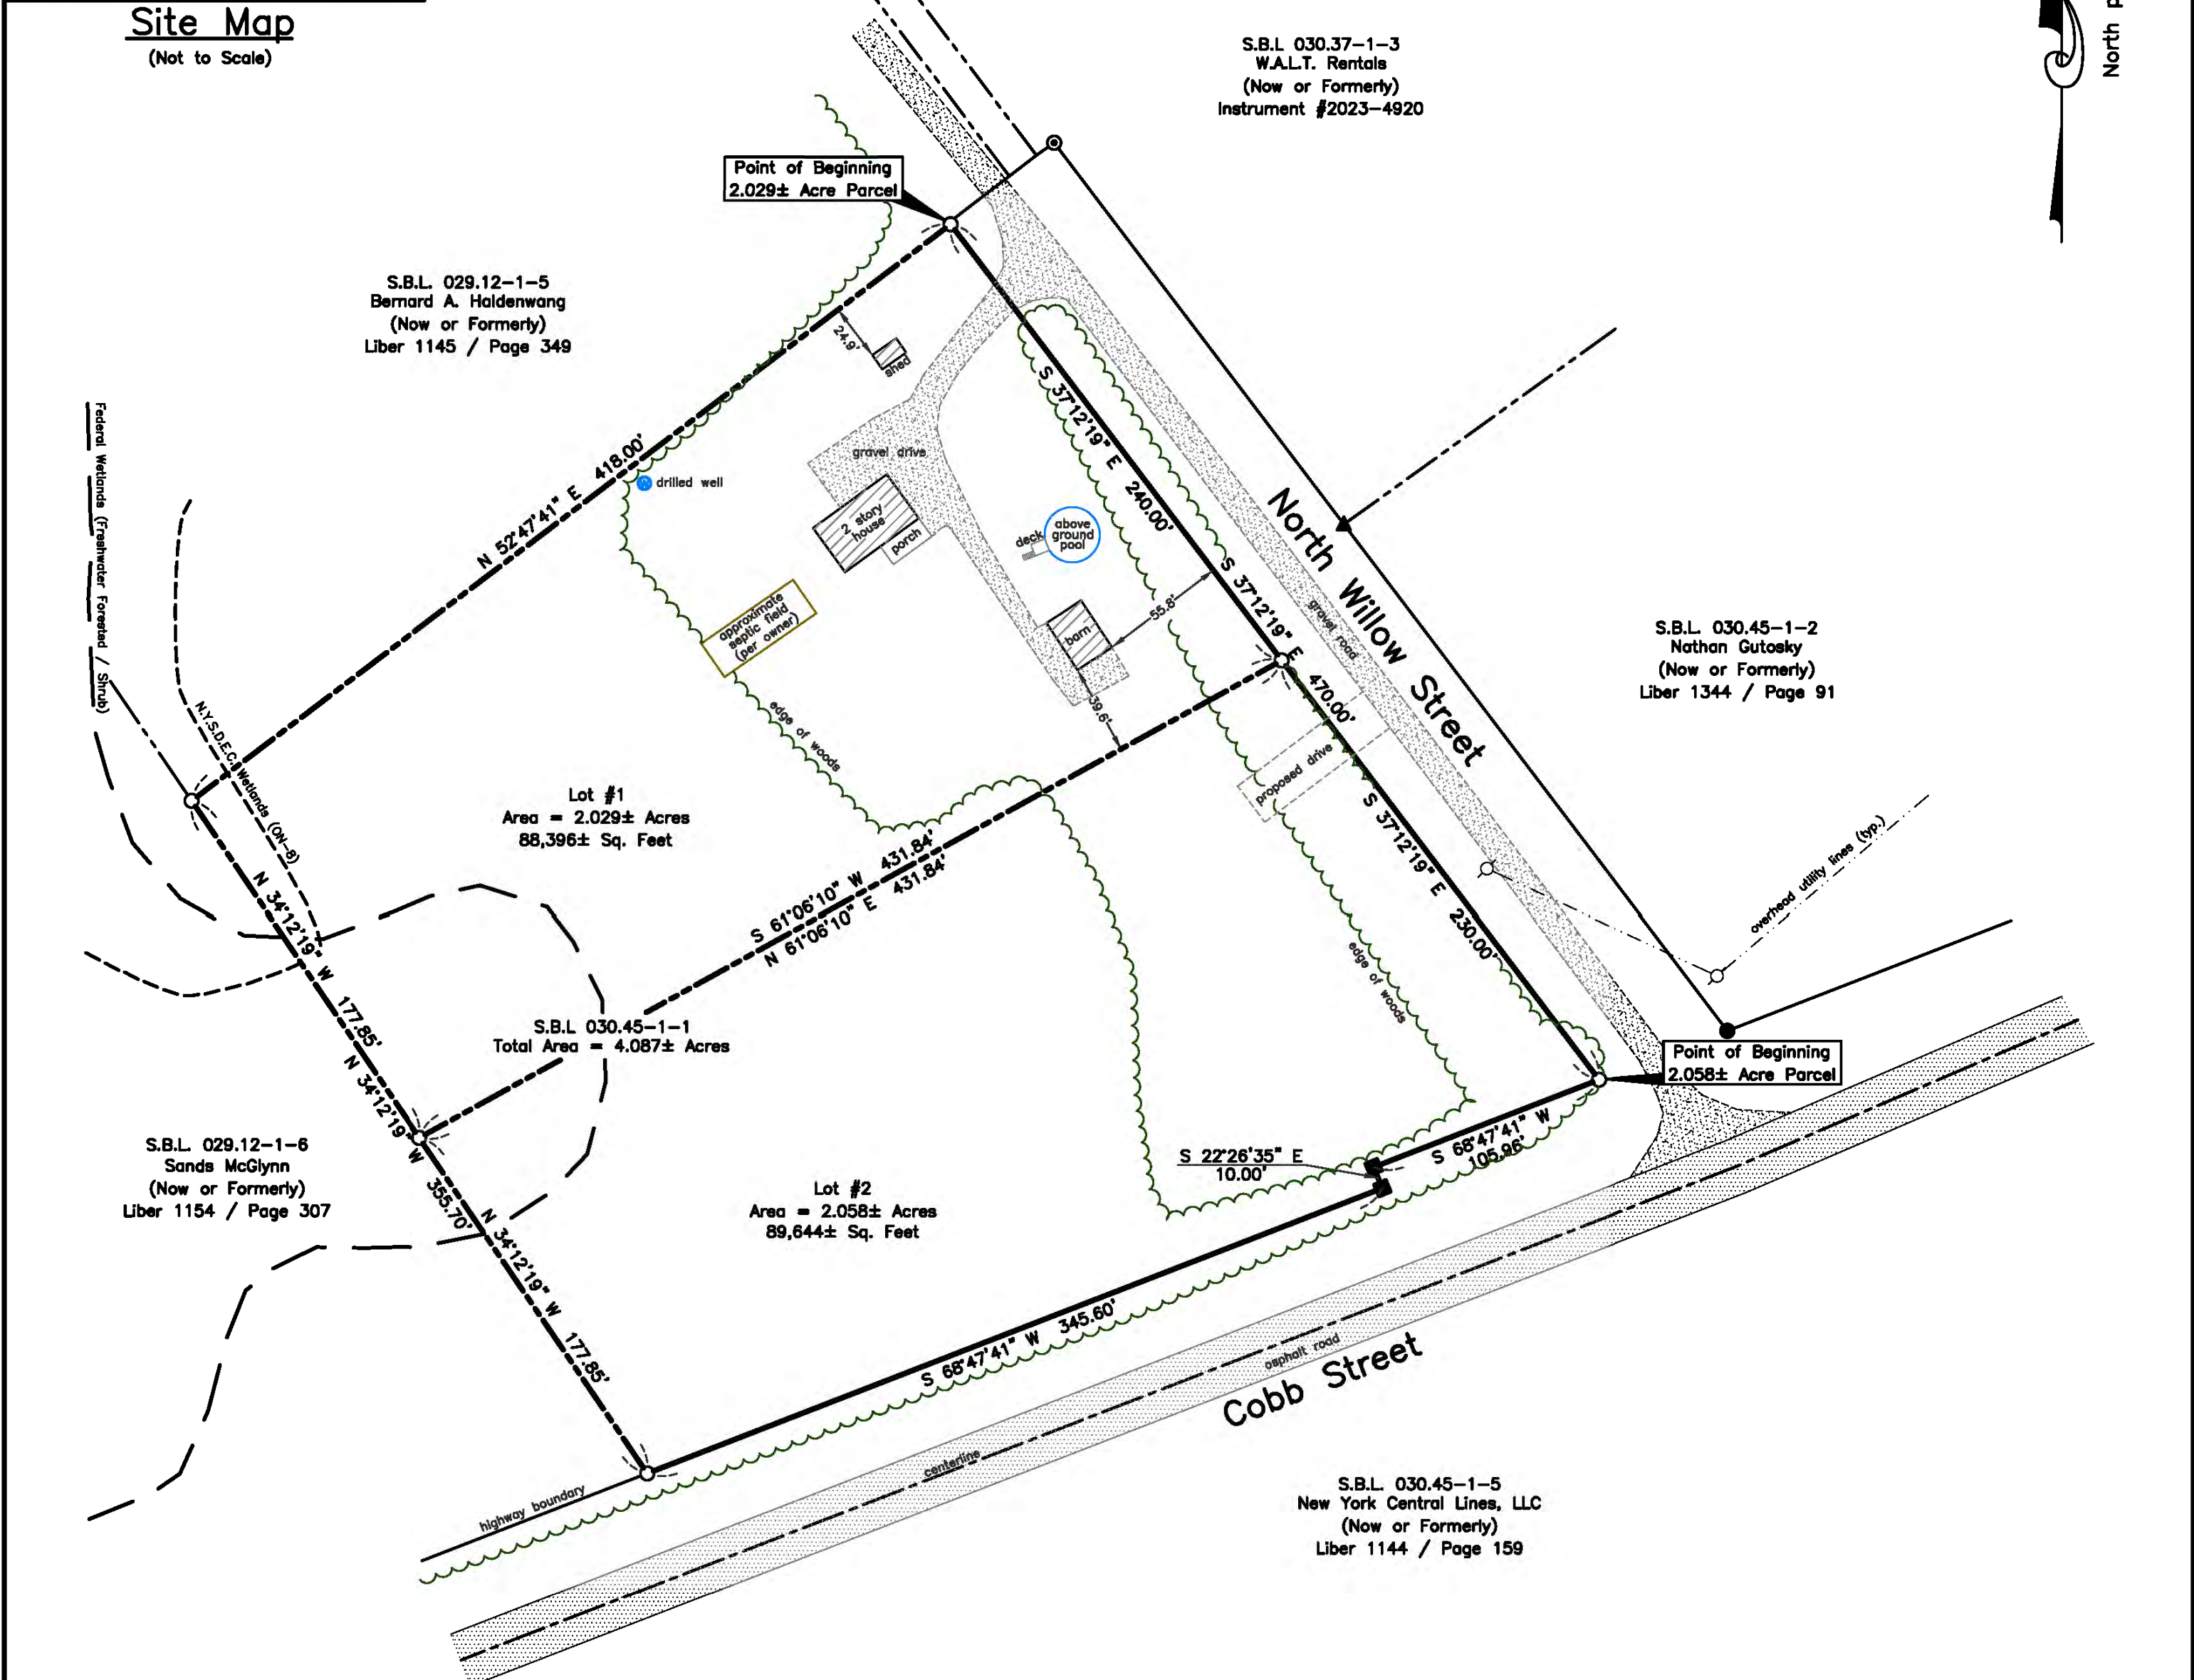 Site Map
(Not to Scale)
North p
S.B.L 030.37-1-3
W.A.L.T. Rentals
(Now or Formerly)
Instrument #2023-4920
Point of Beginning
2.029± Acre Parcel
S.B.L. 029.12-1-5
Bernard A. Haldenwang
(Now or Formerly)
Liber 1145 / Page 349
24.9'
shed
S 37°12'19" E 240.00'
gravel drive
N 52°47'41" E 418.00'
drilled well
2 story
house
porch
deck
above
ground
pool
North Willow Street
gravel road
S 37°12'19" E 470.00'
55.8'
barn
39.6'
approximate
septic field
(per owner)
edge of woods
Federal Wetlands (Freshwater Forested / Shrub)
N.Y.S.D.E.C. Wetlands (ON-8)
S.B.L. 030.45-1-2
Nathan Gutosky
(Now or Formerly)
Liber 1344 / Page 91
proposed drive
Lot #1
Area = 2.029± Acres
88,396± Sq. Feet
S 61°06'10" W 431.84'
N 61°06'10" E 431.84'
S 37°12'19" E 230.00'
overhead utility lines (typ.)
edge of woods
N 34°12'19" W 177.85'
S.B.L 030.45-1-1
Total Area = 4.087± Acres
N 34°12'19" W 355.70'
Point of Beginning
2.058± Acre Parcel
S 68°47'41" W
105.96'
S 22°26'35" E
10.00'
S.B.L. 029.12-1-6
Sands McGlynn
(Now or Formerly)
Liber 1154 / Page 307
Lot #2
Area = 2.058± Acres
89,644± Sq. Feet
N 34°12'19" W 177.85'
S 68°47'41" W 345.60'
asphalt road
Cobb Street
centerline
highway boundary
S.B.L. 030.45-1-5
New York Central Lines, LLC
(Now or Formerly)
Liber 1144 / Page 159